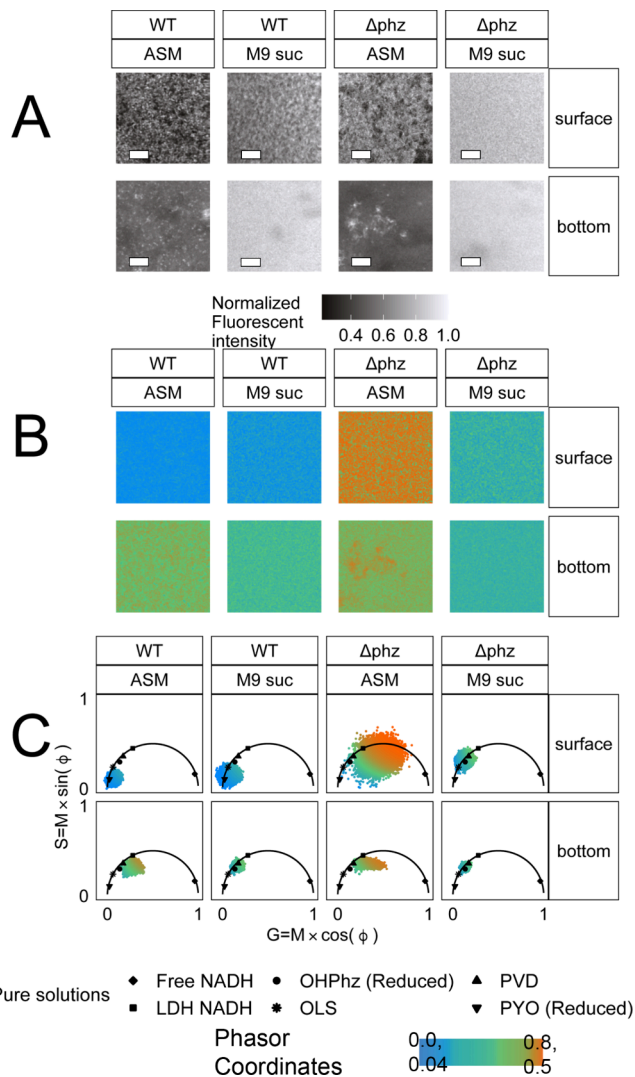 A
WT WT Δphz Δphz
ASM M9 suc ASM M9 suc
surface
bottom
Normalized
Fluorescent
intensity
0.4 0.6 0.8 1.0
B
WT WT Δphz Δphz
ASM M9 suc ASM M9 suc
surface
bottom
C
WT WT Δphz Δphz
ASM M9 suc ASM M9 suc
1
0
surface
1
0
bottom
S=M×sin(ϕ)
0 1 0 1 0 1 0 1
G=M×cos(ϕ)
Pure solutions
Free NADH OHPhz (Reduced) PVD
LDH NADH OLS PYO (Reduced)
Phasor
Coordinates
0.0, 0.8,
0.04 0.5